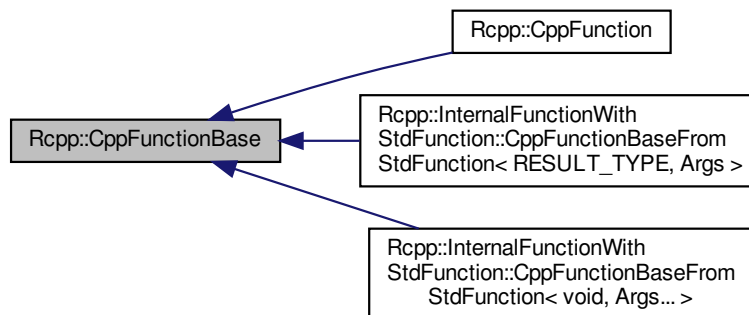 Rcpp::CppFunction
Rcpp::CppFunctionBase
Rcpp::InternalFunctionWith
StdFunction::CppFunctionBaseFrom
StdFunction< RESULT_TYPE, Args >
Rcpp::InternalFunctionWith
StdFunction::CppFunctionBaseFrom
StdFunction< void, Args... >